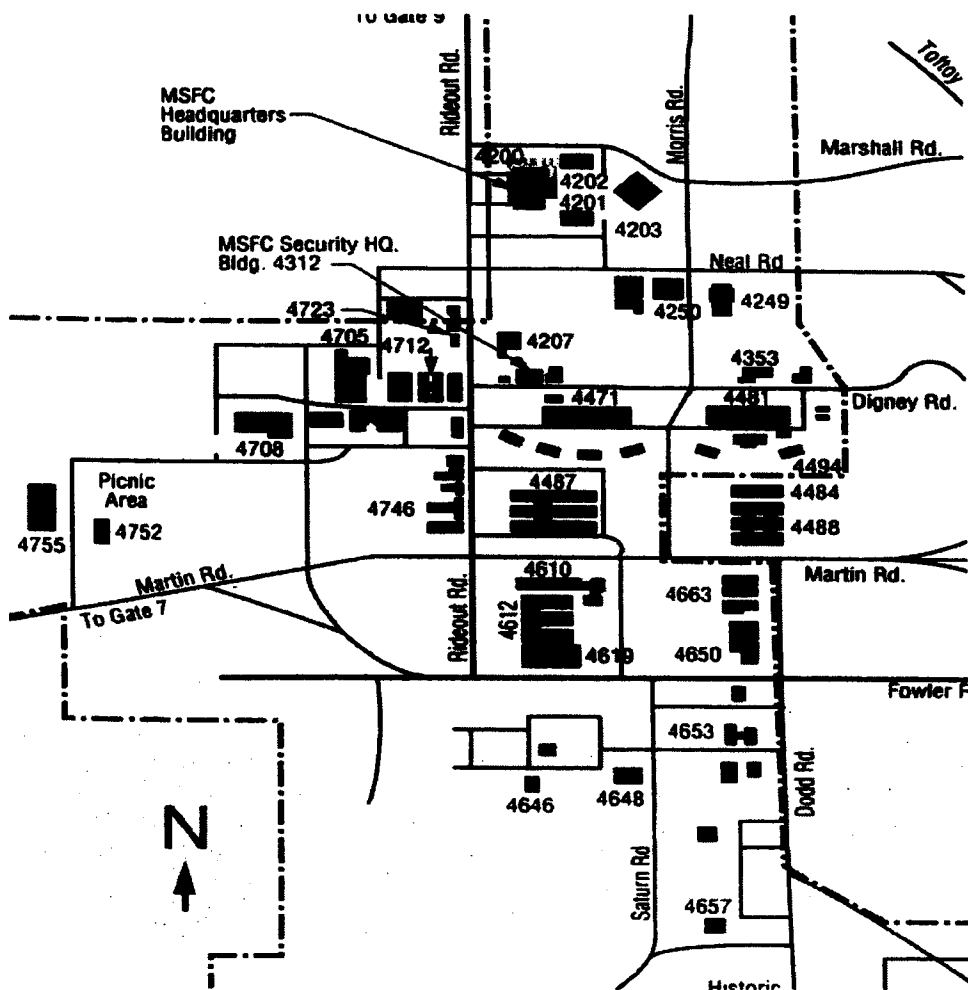 To Gate 9
Tohoy
Rideout Rd.
Morris Rd.
MSFC
Headquarters
Building
Marshall Rd.
4200
4202
4201
4203
MSFC Security HQ.
Bldg. 4312
Neal Rd
4723
4250
4249
4705
4712
4207
4353
4471
4481
Digney Rd.
4708
4494
Picnic
Area
4487
4484
4746
4488
4755
4752
Martin Rd.
4610
Martin Rd.
To Gate 7
4663
4612
Rideout Rd.
4619
4650
Fowler R
4653
Dodd Rd.
4646
4648
N
Saturn Rd
4657
Historic